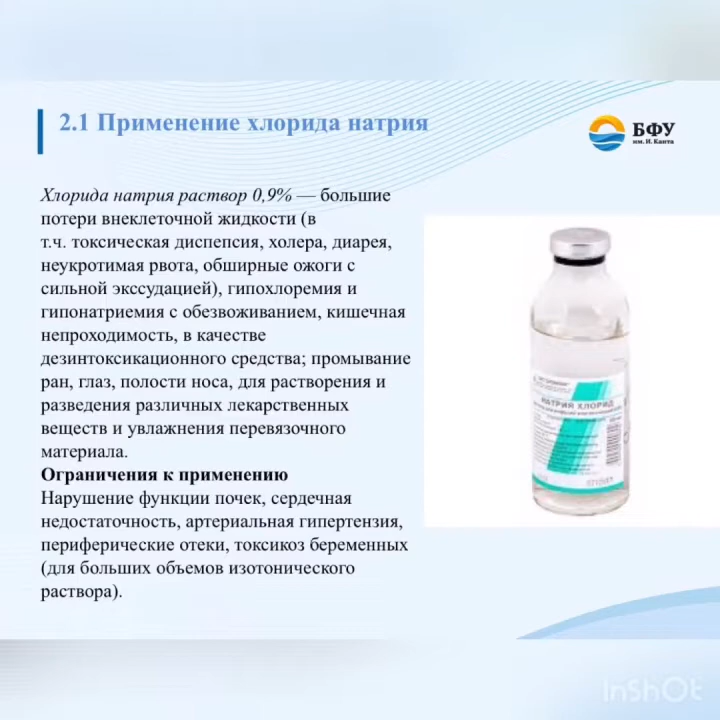 2.1 Применение хлорида натрия
БФУ
им. И. Канта
Хлорида натрия раствор 0,9% — большие
потери внеклеточной жидкости (в
т.ч. токсическая диспепсия, холера, диарея,
неукротимая рвота, обширные ожоги с
сильной экссудацией), гипохлоремия и
гипонатриемия с обезвоживанием, кишечная
непроходимость, в качестве
дезинтоксикационного средства; промывание
ран, глаз, полости носа, для растворения и
разведения различных лекарственных
веществ и увлажнения перевязочного
материала.
Ограничения к применению
Нарушение функции почек, сердечная
недостаточность, артериальная гипертензия,
периферические отеки, токсикоз беременных
(для больших объемов изотонического
раствора).
НАТРИЯ ХЛОРИД
InShOt